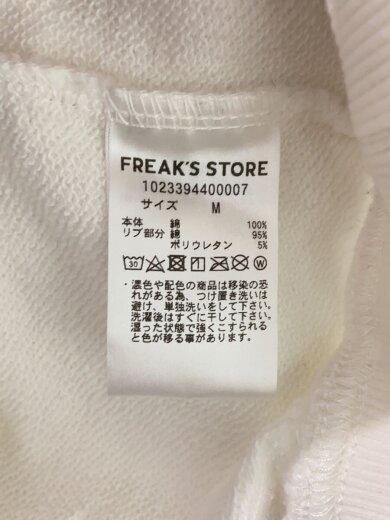 FREAK'S STORE
1023394400007
サイズ M
本体 綿 100%
リブ部分 綿 95%
ポリウレタン 5%
30 W
・濃色や配色の商品は移染の恐
れがある為、つけ置き洗いは
避け、単独洗いをして下さい。
洗濯後はすぐに干して下さい。
湿った状態で強くこすられる
と色が移る事があります。